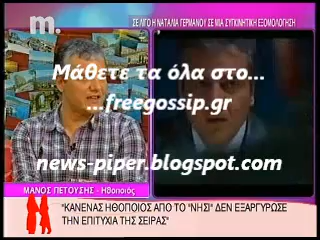 m.
ΣΕ ΛΙΓΟ Η ΝΑΤΑΛΙΑ ΓΕΡΜΑΝΟΥ ΣΕ ΜΙΑ ΣΥΓΚΙΝΗΤΙΚΗ ΕΞΟΜΟΛΟΓΗΣΗ
Μάθετε τα όλα στο...
...freegossip.gr
news-piper.blogspot.com
ΜΑΝΟΣ ΠΕΤΟΥΣΗΣ - Ηθοποιός
"ΚΑΝΕΝΑΣ ΗΘΟΠΟΙΟΣ ΑΠΟ ΤΟ "ΝΗΣΙ" ΔΕΝ ΕΞΑΡΓΥΡΩΣΕ
ΤΗΝ ΕΠΙΤΥΧΙΑ ΤΗΣ ΣΕΙΡΑΣ"